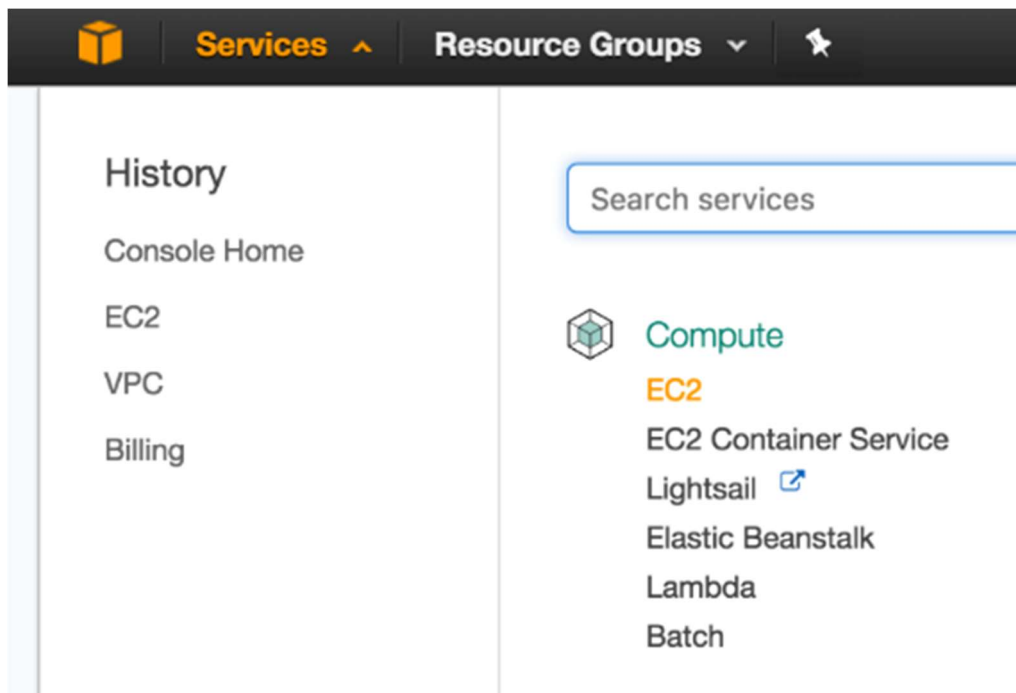 Services Resource Groups
History
Console Home
EC2
VPC
Billing
Search services
Compute
EC2
EC2 Container Service
Lightsail
Elastic Beanstalk
Lambda
Batch